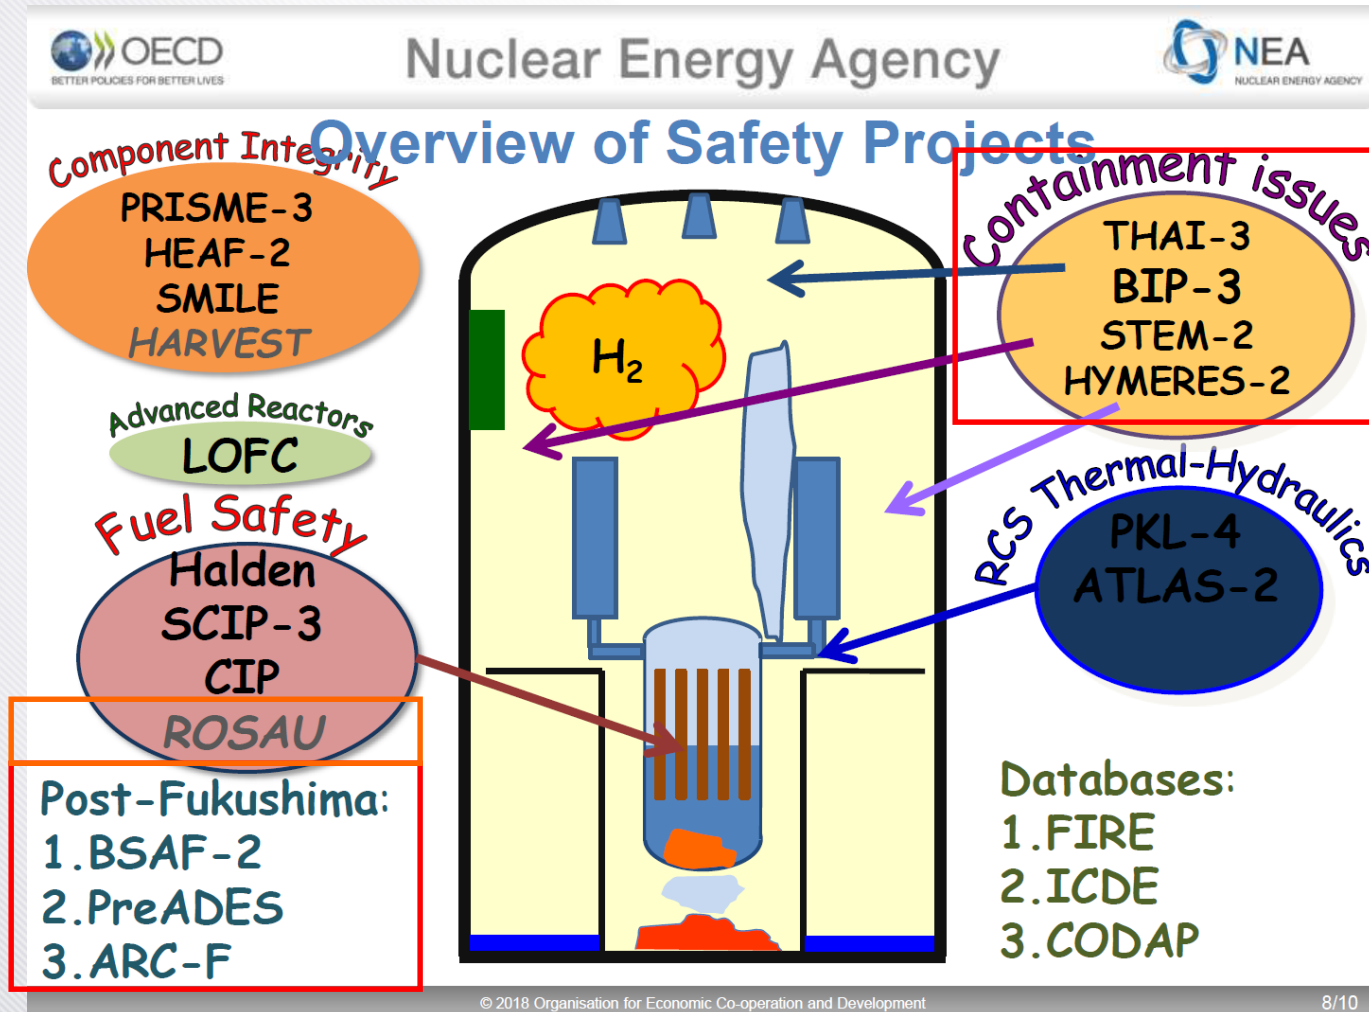 OECD
BETTER POLICIES FOR BETTER LIVES
Nuclear Energy Agency
NEA
NUCLEAR ENERGY AGENCY
Overview of Safety Projects
Component Integrity
PRISME-3
HEAF-2
SMILE
HARVEST
Advanced Reactors
LOFC
Fuel Safety
Halden
SCIP-3
CIP
ROSAU
Post-Fukushima:
1.BSAF-2
2.PreADES
3.ARC-F
H₂
Containment issues
THAI-3
BIP-3
STEM-2
HYMERES-2
RCS Thermal-Hydraulics
PKL-4
ATLAS-2
Databases:
1.FIRE
2.ICDE
3.CODAP
© 2018 Organisation for Economic Co-operation and Development
8/10